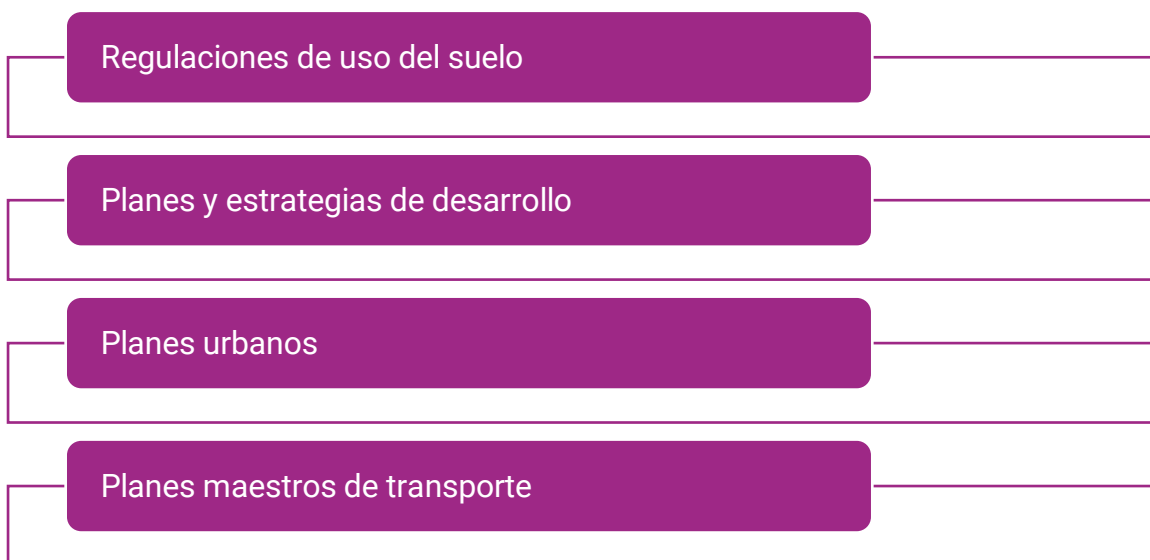 Regulaciones de uso del suelo
Planes y estrategias de desarrollo
Planes urbanos
Planes maestros de transporte